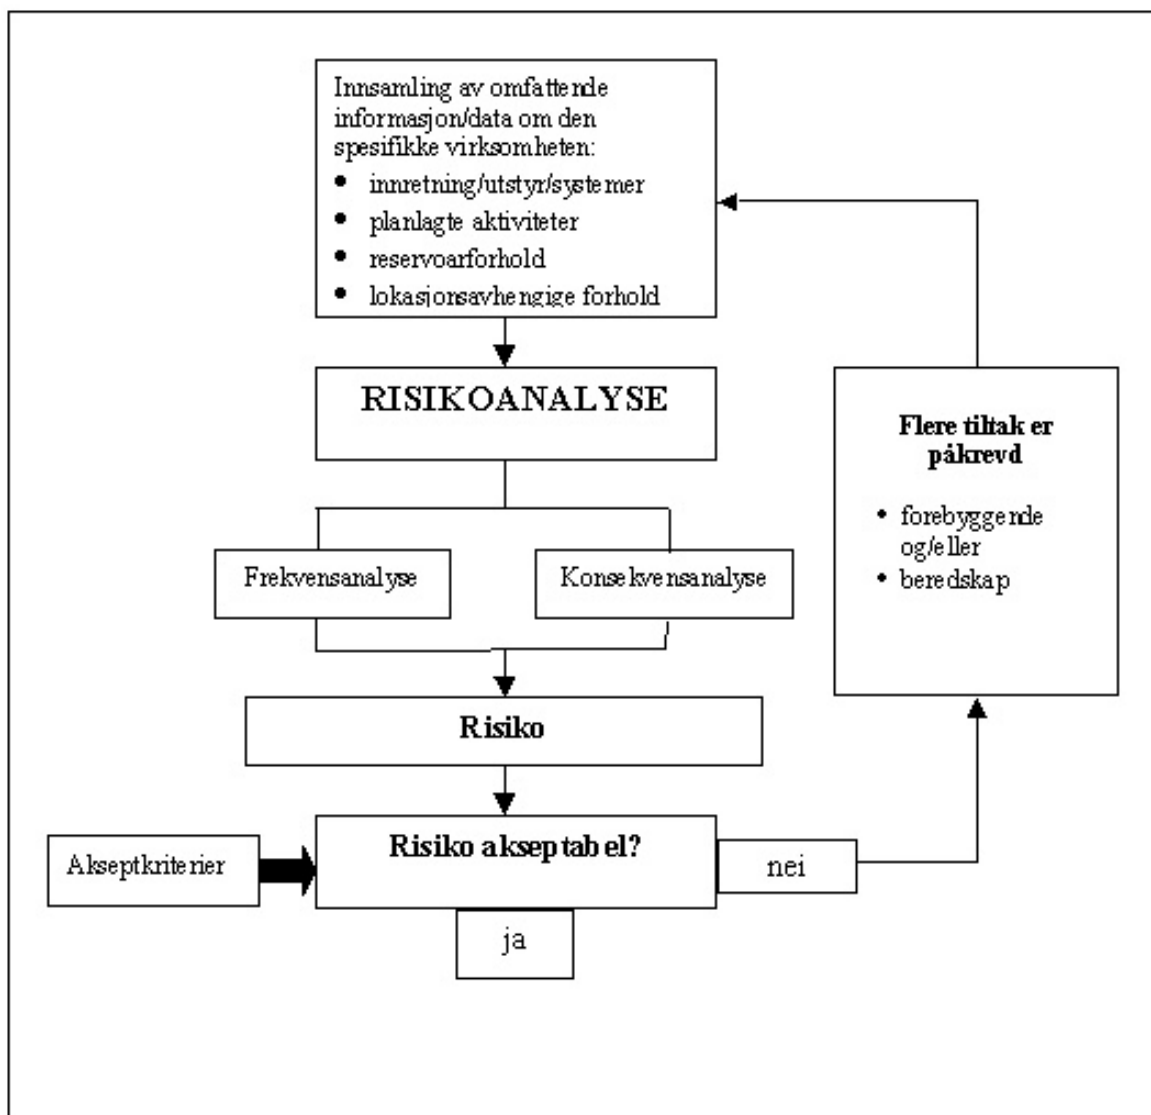 Innsamling av omfattende
informasjon/data om den
spesifikke virksomheten:
• innretning/utstyr/systemer
• planlagte aktiviteter
• reservoarforhold
• lokasjonsavhengige forhold
RISIKOANALYSE
Flere tiltak er
påkrevd
• forebyggende
og/eller
• beredskap
Frekvensanalyse
Konsekvensanalyse
Risiko
Akseptkriterier
Risiko akseptabel?
nei
ja